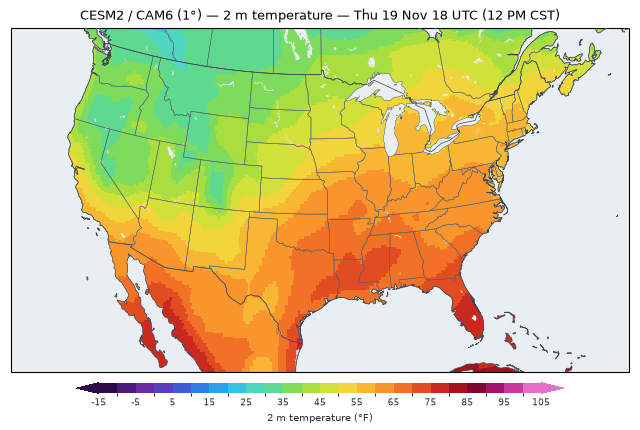 CESM2 / CAM6 (1°) — 2 m temperature — Thu 19 Nov 18 UTC (12 PM CST)
-15 -5 5 15 25 35 45 55 65 75 85 95 105
2 m temperature (°F)